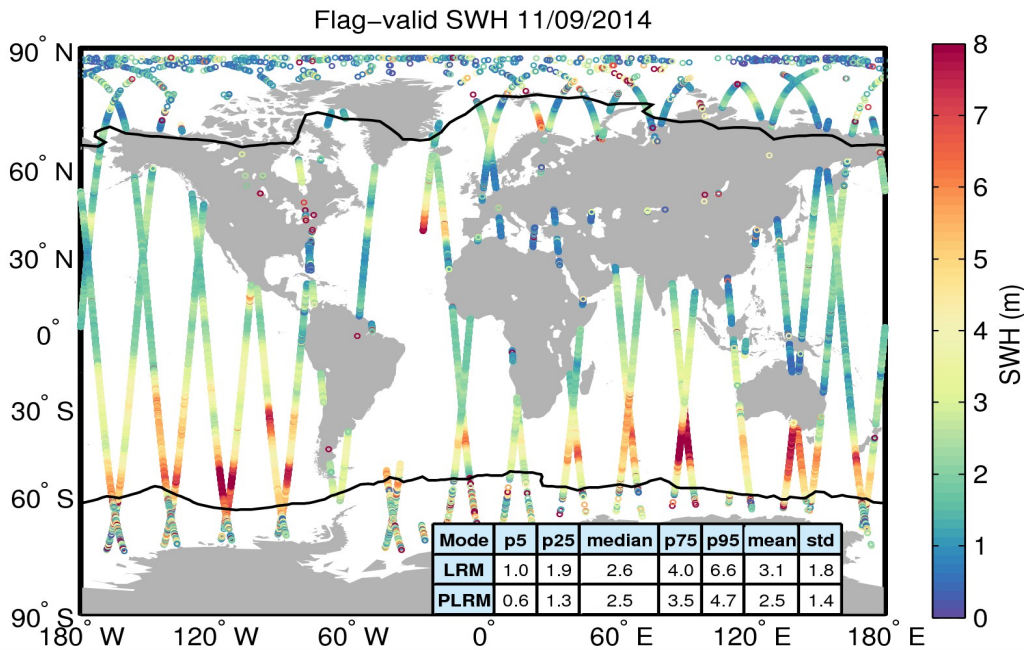 Flag−valid SWH 11/09/2014
90° N
60° N
30° N
0°
30° S
60° S
90° S
180° W
120° W
60° W
0°
60° E
120° E
180° E
Mode p5 p25 median p75 p95 mean std
LRM 1.0 1.9 2.6 4.0 6.6 3.1 1.8
PLRM 0.6 1.3 2.5 3.5 4.7 2.5 1.4
8
7
6
5
4
3
2
1
0
SWH (m)